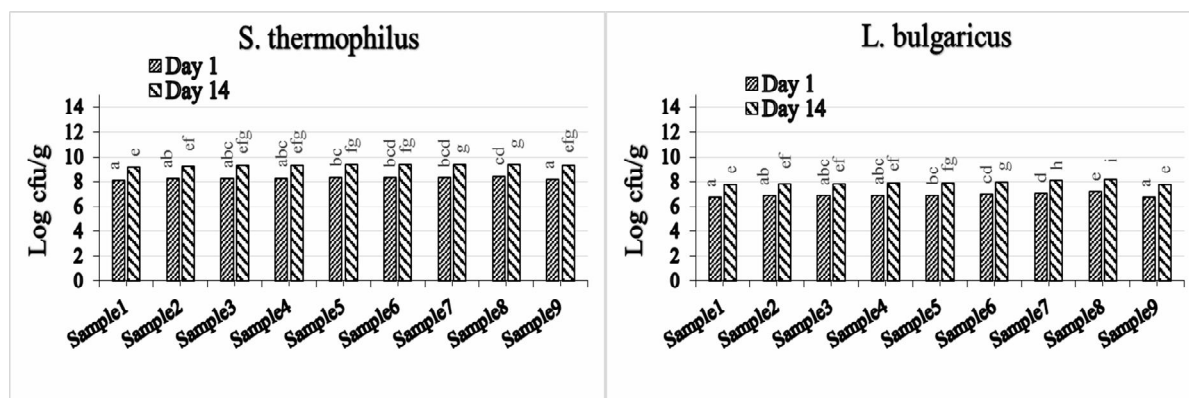 S. thermophilus
Day 1
Day 14
Log cfu/g
14
12
10
8
6
4
2
0
a e ab ef abc efg abc efg bc fg bcd fg bcd g cd g a efg
Sample1 Sample2 Sample3 Sample4 Sample5 Sample6 Sample7 Sample8 Sample9
L. bulgaricus
Day 1
Day 14
Log cfu/g
14
12
10
8
6
4
2
0
a e ab ef abc ef abc ef bc fg cd g d h e i a e
Sample1 Sample2 Sample3 Sample4 Sample5 Sample6 Sample7 Sample8 Sample9